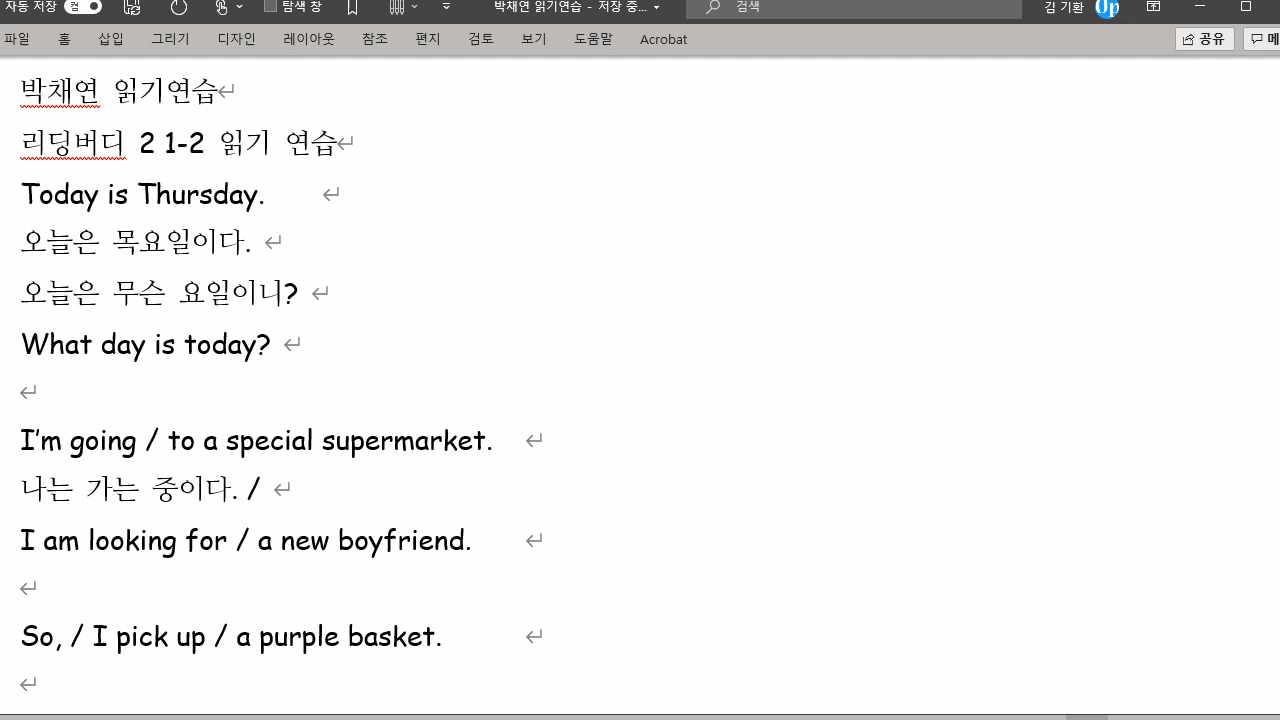 자동 저장 컴 탐색 창 박채연 읽기연습 - 저장 중... 검색 김 기환
파일 홈 삽입 그리기 디자인 레이아웃 참조 편지 검토 보기 도움말 Acrobat 공유 메
박채연 읽기연습
리딩버디 2 1-2 읽기 연습
Today is Thursday.
오늘은 목요일이다.
오늘은 무슨 요일이니?
What day is today?
I'm going / to a special supermarket.
나는 가는 중이다. /
I am looking for / a new boyfriend.
So, / I pick up / a purple basket.